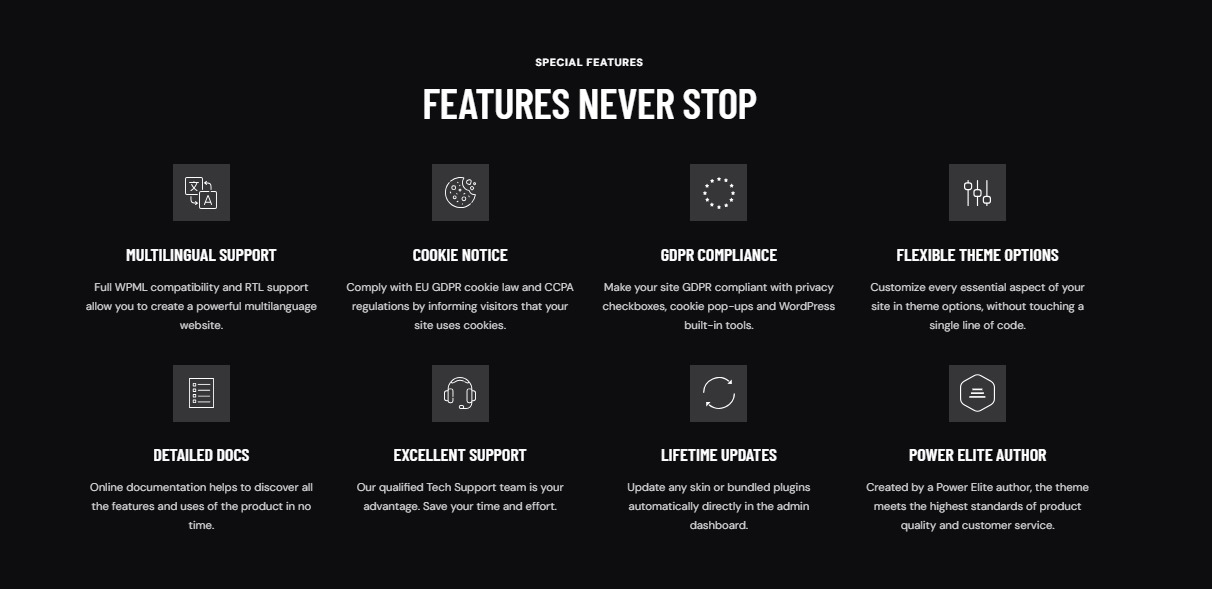 SPECIAL FEATURES
FEATURES NEVER STOP
MULTILINGUAL SUPPORT
Full WPML compatibility and RTL support
allow you to create a powerful multilanguage
website.
COOKIE NOTICE
Comply with EU GDPR cookie law and CCPA
regulations by informing visitors that your
site uses cookies.
GDPR COMPLIANCE
Make your site GDPR compliant with privacy
checkboxes, cookie pop-ups and WordPress
built-in tools.
FLEXIBLE THEME OPTIONS
Customize every essential aspect of your
site in theme options, without touching a
single line of code.
DETAILED DOCS
Online documentation helps to discover all
the features and uses of the product in no
time.
EXCELLENT SUPPORT
Our qualified Tech Support team is your
advantage. Save your time and effort.
LIFETIME UPDATES
Update any skin or bundled plugins
automatically directly in the admin
dashboard.
POWER ELITE AUTHOR
Created by a Power Elite author, the theme
meets the highest standards of product
quality and customer service.